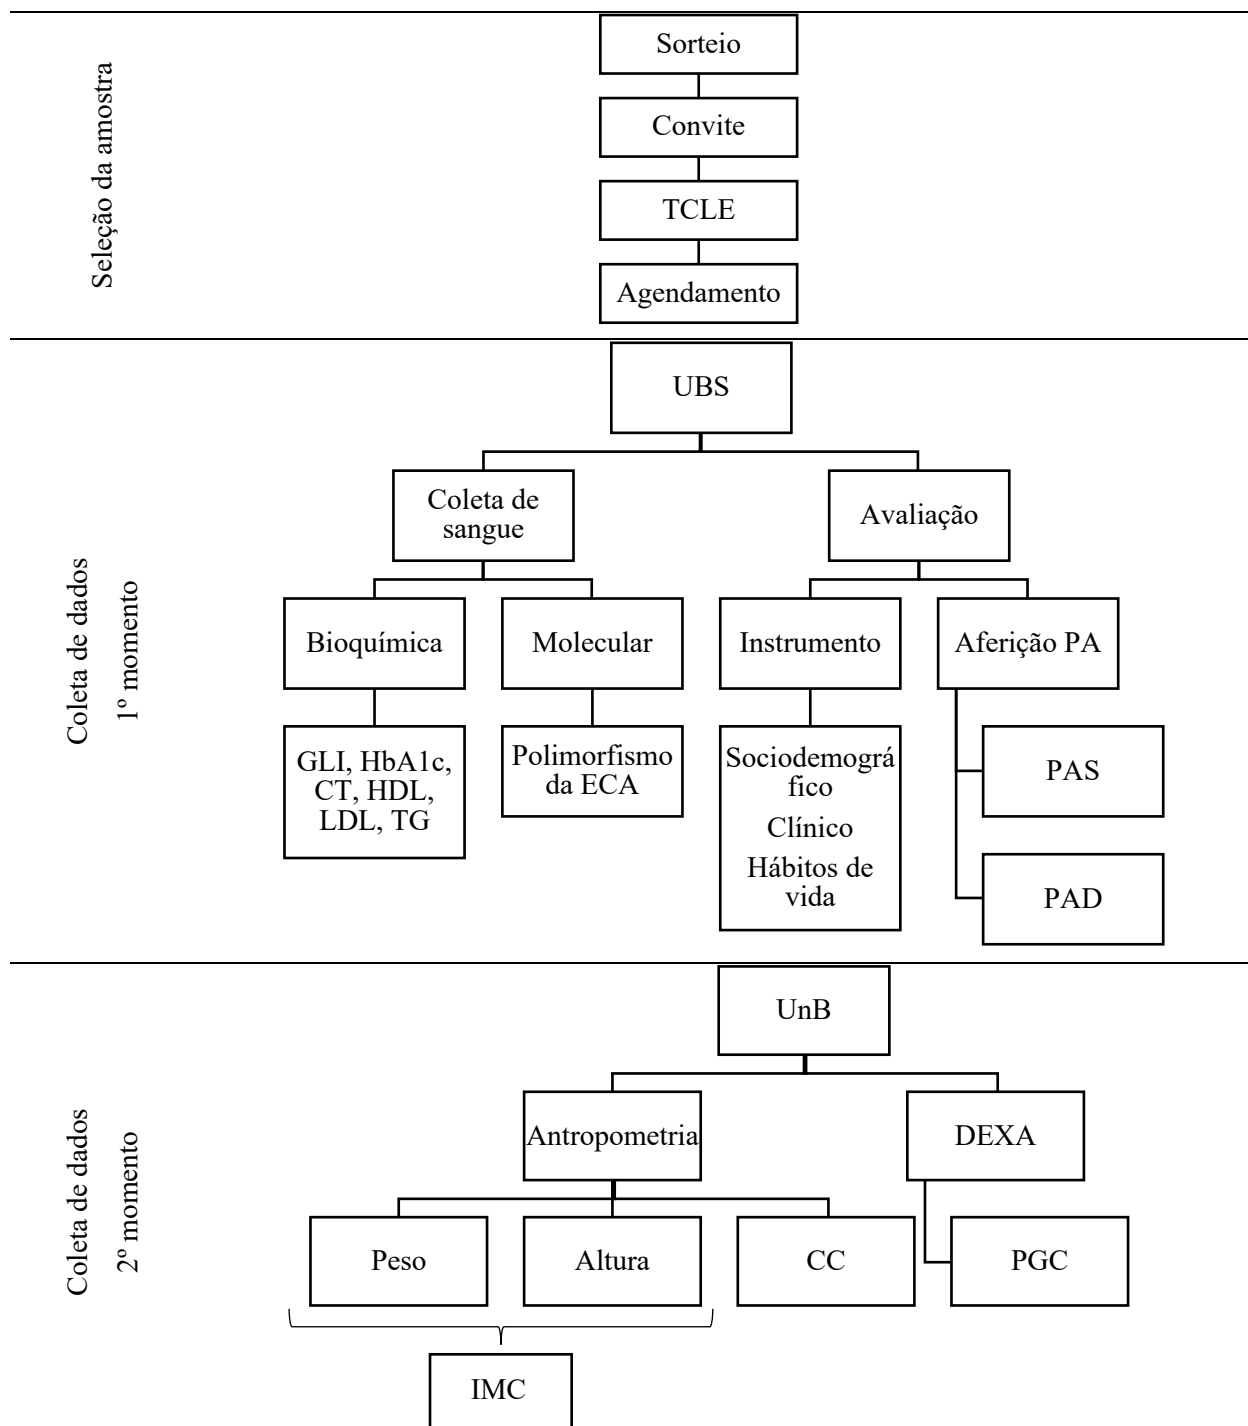 Seleção da amostra
Sorteio
Convite
TCLE
Agendamento
Coleta de dados
1º momento
UBS
Coleta de
sangue
Avaliação
Bioquímica
Molecular
Instrumento
Aferição PA
GLI, HbA1c,
CT, HDL,
LDL, TG
Polimorfismo
da ECA
Sociodemográ
fico
Clínico
Hábitos de
vida
PAS
PAD
Coleta de dados
2º momento
UnB
Antropometria
DEXA
Peso
Altura
CC
PGC
IMC